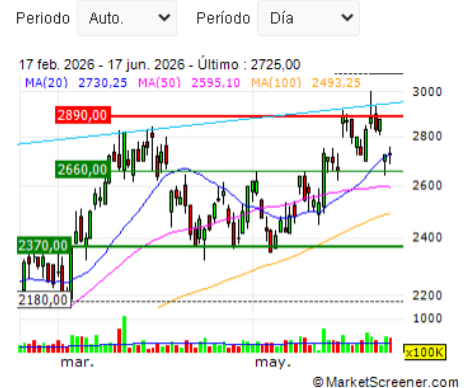 Periodo Auto. Período Día
17 feb. 2026 - 17 jun. 2026 - Último : 2725,00
MA(20) 2730,25 MA(50) 2595,10 MA(100) 2493,25
3000
2890,00
2800
2660,00
2600
2400
2370,00
2200
2180,00
1000
x100K
mar. may.
©MarketScreener.com